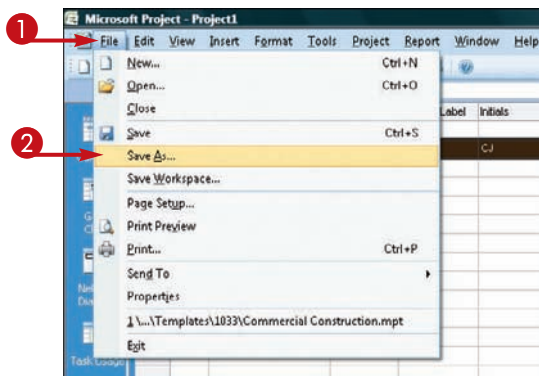 Microsoft Project - Project1
1
File Edit View Insert Format Tools Project Report Window Help
New... Ctrl+N
Open... Ctrl+O
Close
Label Initials
Save Ctrl+S
2
Save As...
CJ
Save Workspace...
Page Setup...
Print Preview
Print... Ctrl+P
Send To
Properties
1 \...\Templates\1033\Commercial Construction.mpt
Exit
Task Usage